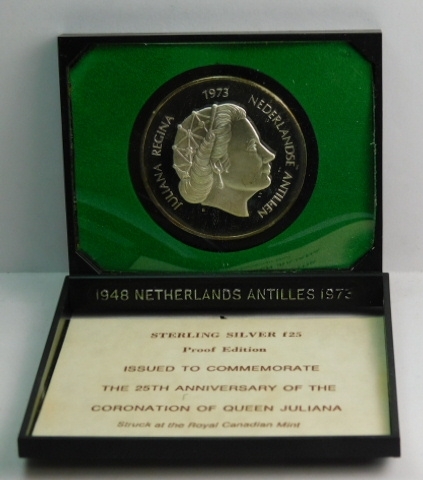 JULIANA REGINA 1973 NEDERLANDSE ANTILLEN
1948 NETHERLANDS ANTILLES 1973
STERLING SILVER f25
Proof Edition
ISSUED TO COMMEMORATE
THE 25TH ANNIVERSARY OF THE
CORONATION OF QUEEN JULIANA
Struck at the Royal Canadian Mint